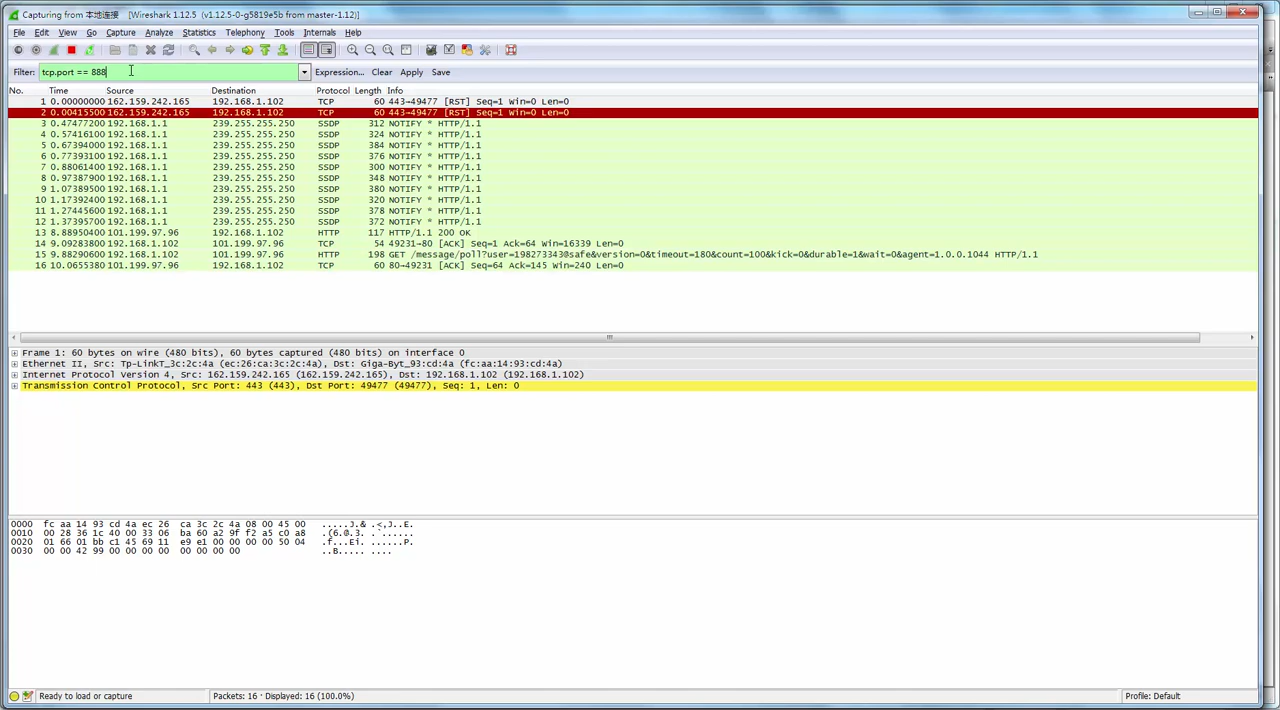 Capturing from 本地连接 [Wireshark 1.12.5 (v1.12.5-0-g5819e5b from master-1.12)]
File Edit View Go Capture Analyze Statistics Telephony Tools Internals Help
Filter: tcp.port == 888 Expression... Clear Apply Save
No. Time Source Destination Protocol Length Info
1 0.00000000 162.159.242.165 192.168.1.102 TCP 60 443→49477 [RST] Seq=1 Win=0 Len=0
2 0.00415500 162.159.242.165 192.168.1.102 TCP 60 443→49477 [RST] Seq=1 Win=0 Len=0
3 0.47477200 192.168.1.1 239.255.255.250 SSDP 312 NOTIFY * HTTP/1.1
4 0.57416100 192.168.1.1 239.255.255.250 SSDP 324 NOTIFY * HTTP/1.1
5 0.67394000 192.168.1.1 239.255.255.250 SSDP 384 NOTIFY * HTTP/1.1
6 0.77393100 192.168.1.1 239.255.255.250 SSDP 376 NOTIFY * HTTP/1.1
7 0.88061400 192.168.1.1 239.255.255.250 SSDP 300 NOTIFY * HTTP/1.1
8 0.97387900 192.168.1.1 239.255.255.250 SSDP 348 NOTIFY * HTTP/1.1
9 1.07389500 192.168.1.1 239.255.255.250 SSDP 380 NOTIFY * HTTP/1.1
10 1.17392400 192.168.1.1 239.255.255.250 SSDP 320 NOTIFY * HTTP/1.1
11 1.27445600 192.168.1.1 239.255.255.250 SSDP 378 NOTIFY * HTTP/1.1
12 1.37395700 192.168.1.1 239.255.255.250 SSDP 372 NOTIFY * HTTP/1.1
13 8.88950400 101.199.97.96 192.168.1.102 HTTP 117 HTTP/1.1 200 OK
14 9.09283800 192.168.1.102 101.199.97.96 TCP 54 49231→80 [ACK] Seq=1 Ack=64 Win=16339 Len=0
15 9.88290600 192.168.1.102 101.199.97.96 HTTP 198 GET /message/poll?user=198273343@safe&version=0&timeout=180&count=100&kick=0&durable=1&wait=0&agent=1.0.0.1044 HTTP/1.1
16 10.0655380 101.199.97.96 192.168.1.102 TCP 60 80→49231 [ACK] Seq=64 Ack=145 Win=240 Len=0
Frame 1: 60 bytes on wire (480 bits), 60 bytes captured (480 bits) on interface 0
Ethernet II, Src: Tp-LinkT_3c:2c:4a (ec:26:ca:3c:2c:4a), Dst: Giga-Byt_93:cd:4a (fc:aa:14:93:cd:4a)
Internet Protocol Version 4, Src: 162.159.242.165 (162.159.242.165), Dst: 192.168.1.102 (192.168.1.102)
Transmission Control Protocol, Src Port: 443 (443), Dst Port: 49477 (49477), Seq: 1, Len: 0
0000 fc aa 14 93 cd 4a ec 26 ca 3c 2c 4a 08 00 45 00 .....J.& .<,J..E.
0010 00 28 36 1c 40 00 33 06 ba 60 a2 9f f2 a5 c0 a8 .(6.@.3. .`......
0020 01 66 01 bb c1 45 69 11 e9 e1 00 00 00 00 50 04 .f...Ei. ......P.
0030 00 00 42 99 00 00 00 00 00 00 00 00 ..B..... ....
Ready to load or capture Packets: 16 · Displayed: 16 (100.0%) Profile: Default